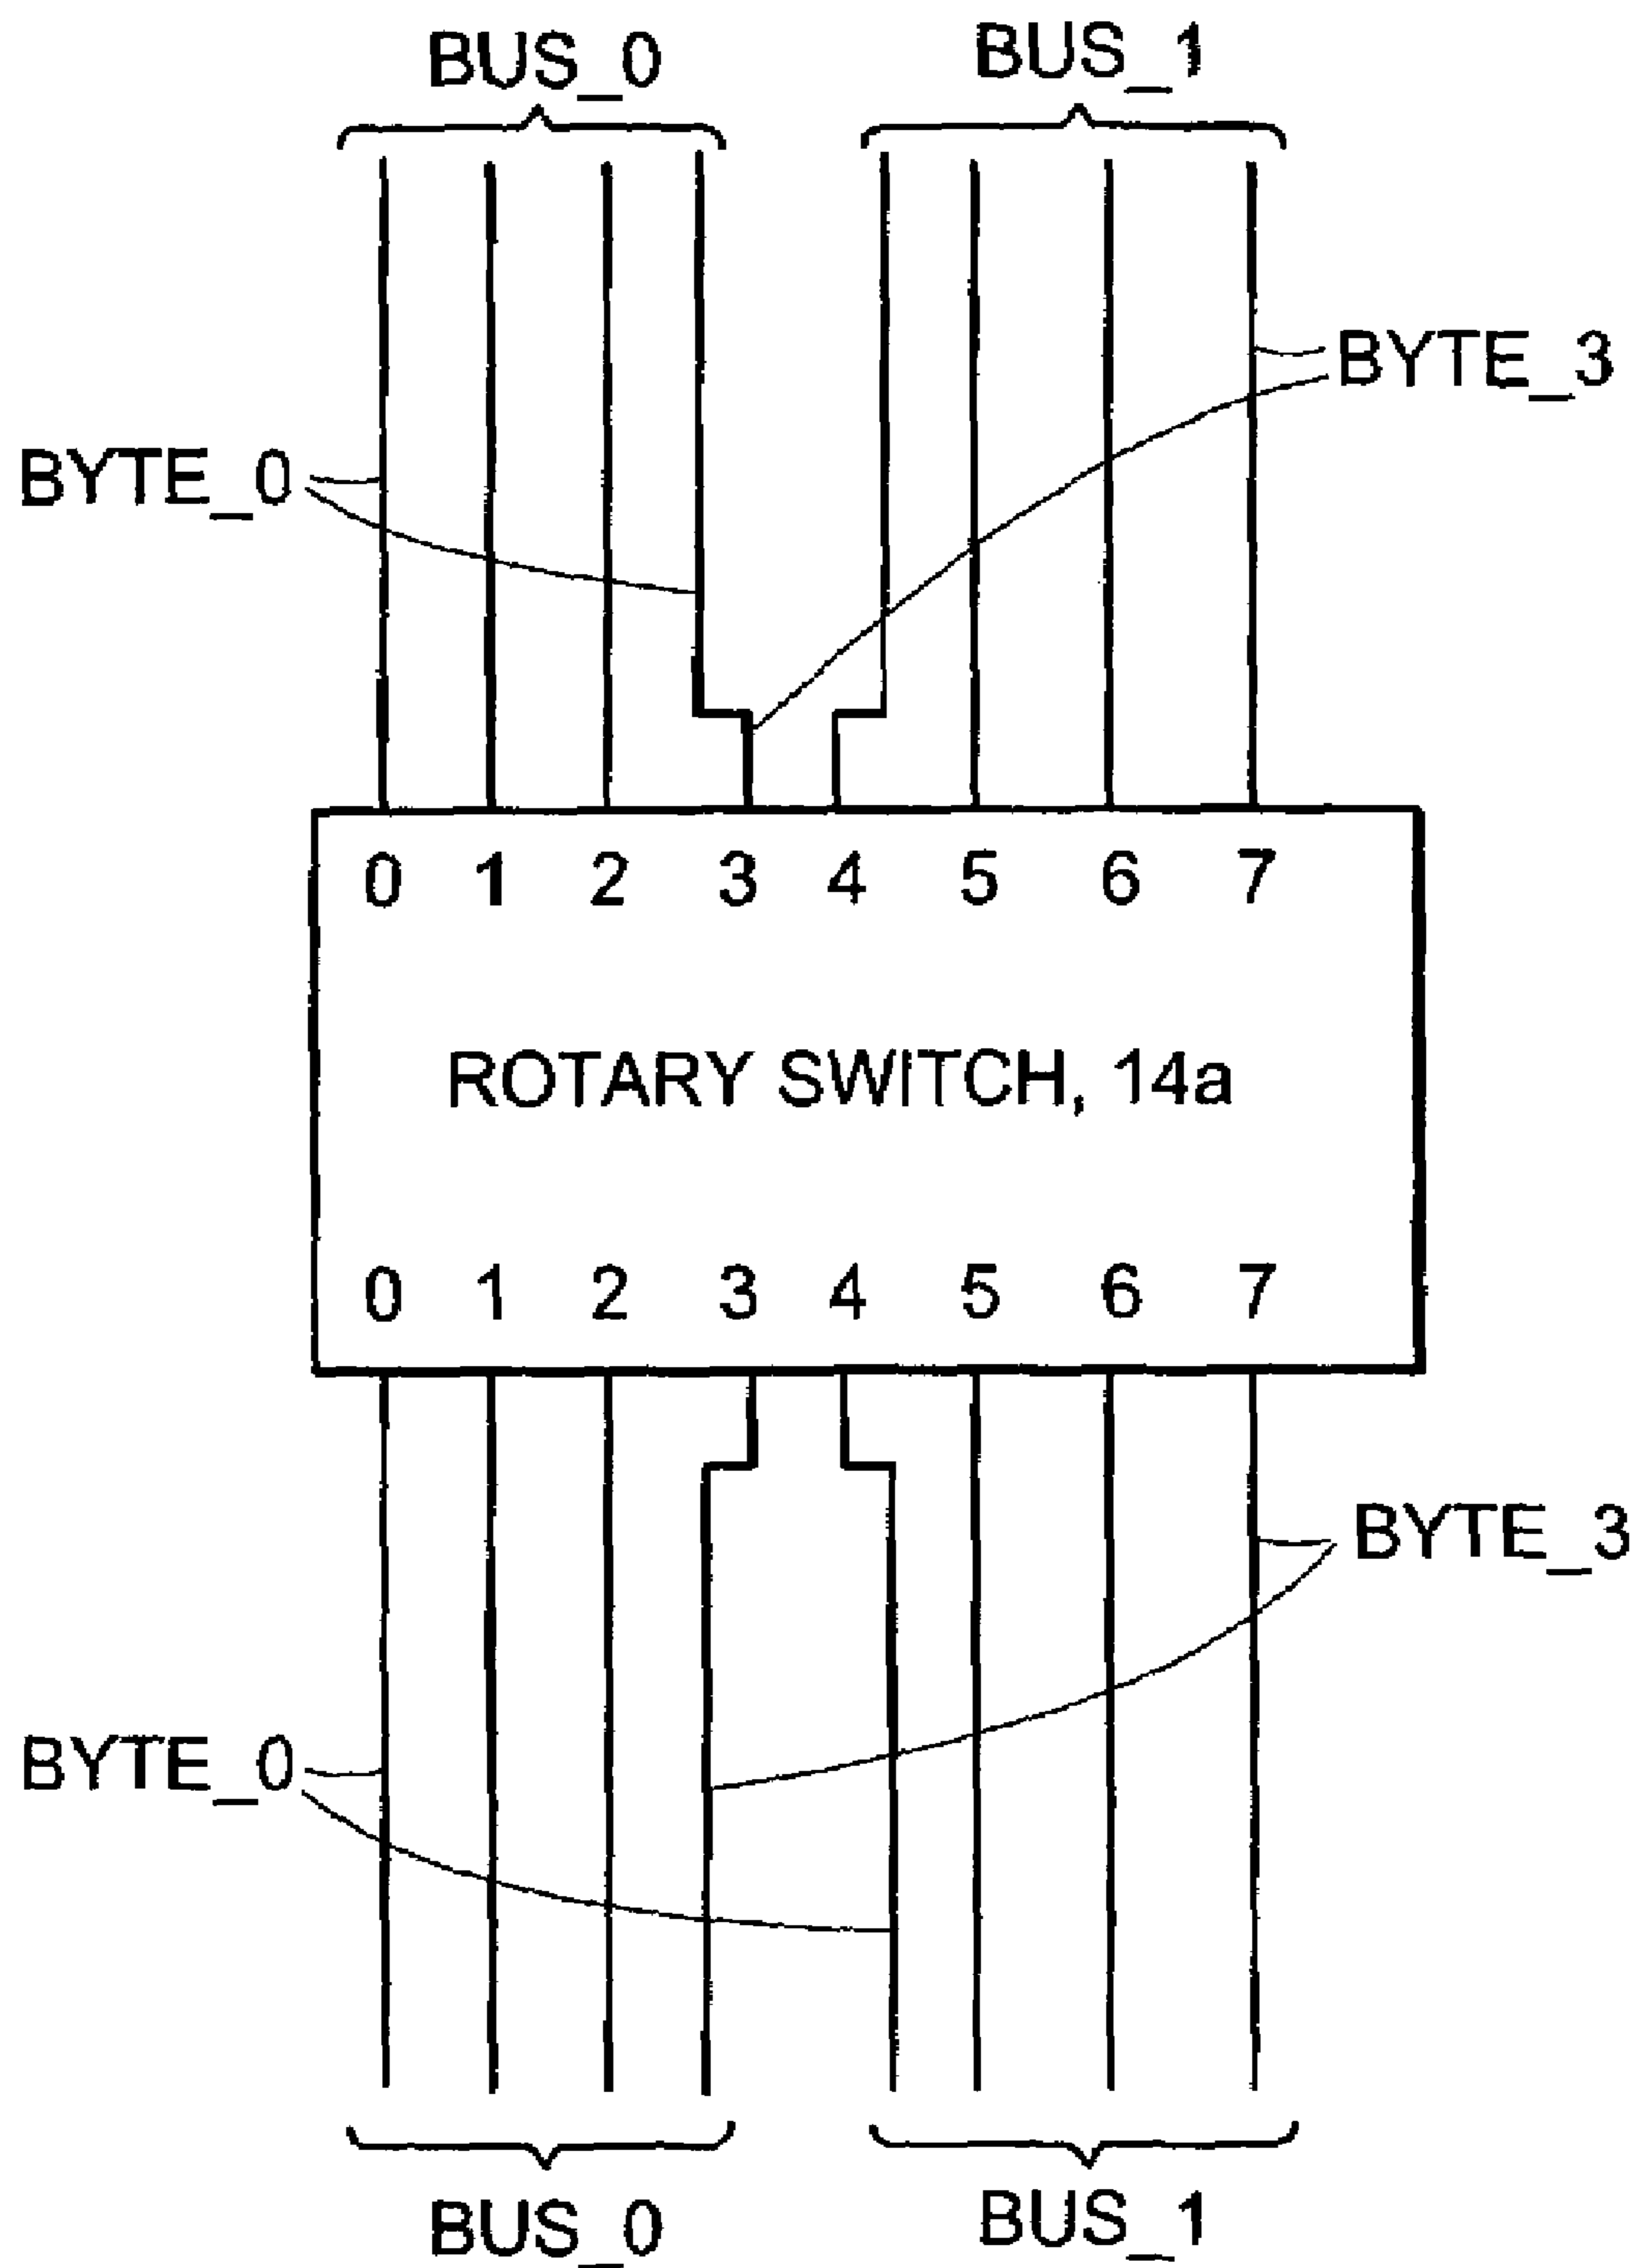 BUS_0 BUS_1
BYTE_3
BYTE_0
0 1 2 3 4 5 6 7
ROTARY SWITCH, 14a
0 1 2 3 4 5 6 7
BYTE_3
BYTE_0
BUS_0 BUS_1